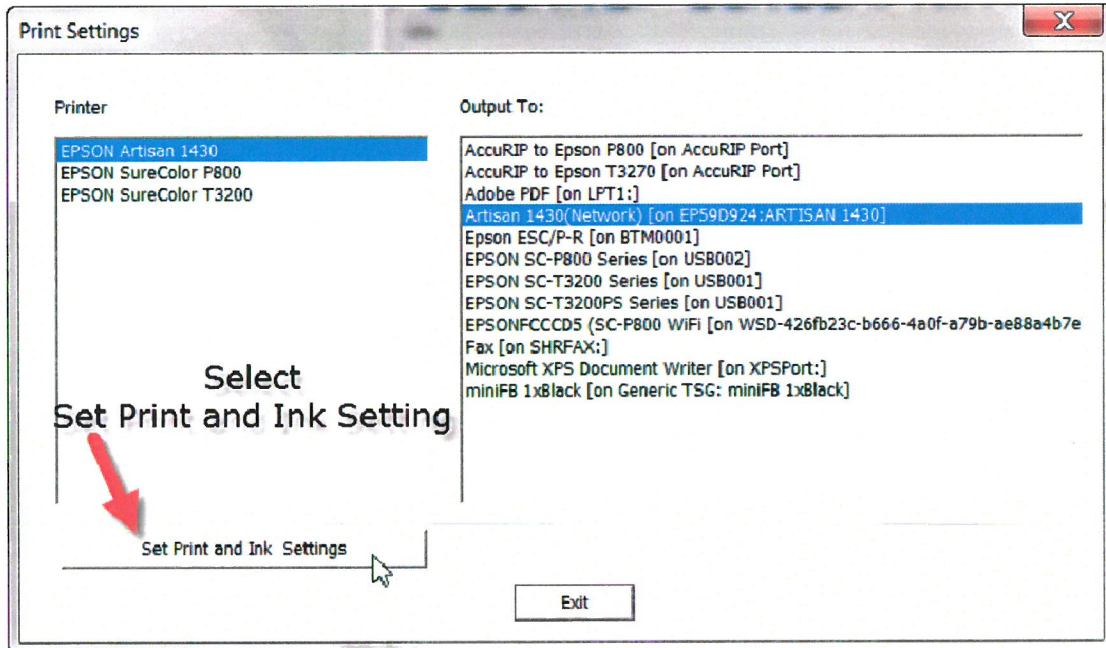 Print Settings
Printer
EPSON Artisan 1430
EPSON SureColor P800
EPSON SureColor T3200
Select
Set Print and Ink Setting
Set Print and Ink Settings
Output To:
AccuRIP to Epson P800 [on AccuRIP Port]
AccuRIP to Epson T3270 [on AccuRIP Port]
Adobe PDF [on LPT1:]
Artisan 1430(Network) [on EP59D924:ARTISAN 1430]
Epson ESC/P-R [on BTM0001]
EPSON SC-P800 Series [on USB002]
EPSON SC-T3200 Series [on USB001]
EPSON SC-T3200PS Series [on USB001]
EPSONFCCCD5 (SC-P800 WiFi [on WSD-426fb23c-b666-4a0f-a79b-ae88a4b7e
Fax [on SHRFAX:]
Microsoft XPS Document Writer [on XPSPort:]
miniFB 1xBlack [on Generic TSG: miniFB 1xBlack]
Exit